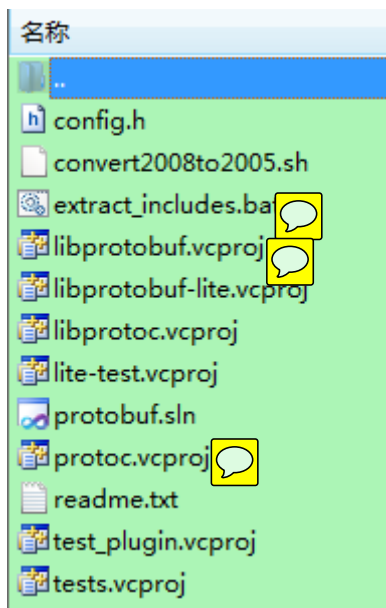 名称
..
config.h
convert2008to2005.sh
extract_includes.bat
libprotobuf.vcproj
libprotobuf-lite.vcproj
libprotoc.vcproj
lite-test.vcproj
protobuf.sln
protoc.vcproj
readme.txt
test_plugin.vcproj
tests.vcproj